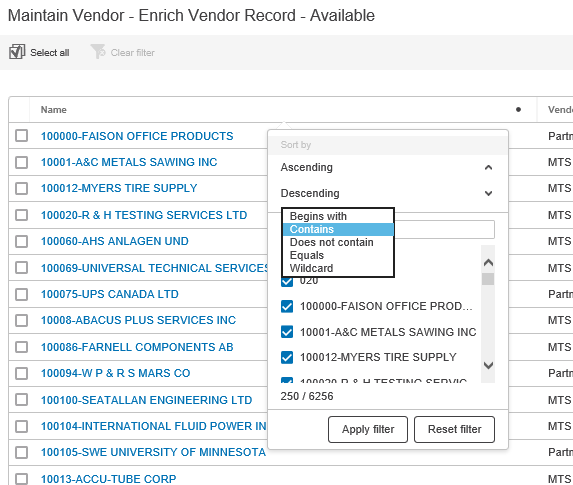 Maintain Vendor - Enrich Vendor Record - Available
Select all Clear filter
Name Vendo
100000-FAISON OFFICE PRODUCTS Partn
10001-A&C METALS SAWING INC MTS
100012-MYERS TIRE SUPPLY MTS
100020-R & H TESTING SERVICES LTD MTS
100060-AHS ANLAGEN UND MTS
100069-UNIVERSAL TECHNICAL SERVICES MTS
100075-UPS CANADA LTD Partn
10008-ABACUS PLUS SERVICES INC MTS
100086-FARNELL COMPONENTS AB MTS
100094-W P & R S MARS CO Partn
100100-SEATALLAN ENGINEERING LTD MTS
100104-INTERNATIONAL FLUID POWER IN MTS
100105-SWE UNIVERSITY OF MINNESOTA Partn
10013-ACCU-TUBE CORP MTS
Sort by
Ascending
Descending
Begins with
Contains
Does not contain
Equals
Wildcard
020
100000-FAISON OFFICE PROD...
10001-A&C METALS SAWING INC
100012-MYERS TIRE SUPPLY
100020-R & H TESTING SERVIC
250 / 6256
Apply filter Reset filter